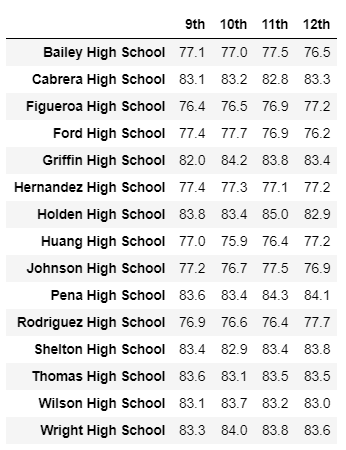 9th 10th 11th 12th
Bailey High School 77.1 77.0 77.5 76.5
Cabrera High School 83.1 83.2 82.8 83.3
Figueroa High School 76.4 76.5 76.9 77.2
Ford High School 77.4 77.7 76.9 76.2
Griffin High School 82.0 84.2 83.8 83.4
Hernandez High School 77.4 77.3 77.1 77.2
Holden High School 83.8 83.4 85.0 82.9
Huang High School 77.0 75.9 76.4 77.2
Johnson High School 77.2 76.7 77.5 76.9
Pena High School 83.6 83.4 84.3 84.1
Rodriguez High School 76.9 76.6 76.4 77.7
Shelton High School 83.4 82.9 83.4 83.8
Thomas High School 83.6 83.1 83.5 83.5
Wilson High School 83.1 83.7 83.2 83.0
Wright High School 83.3 84.0 83.8 83.6